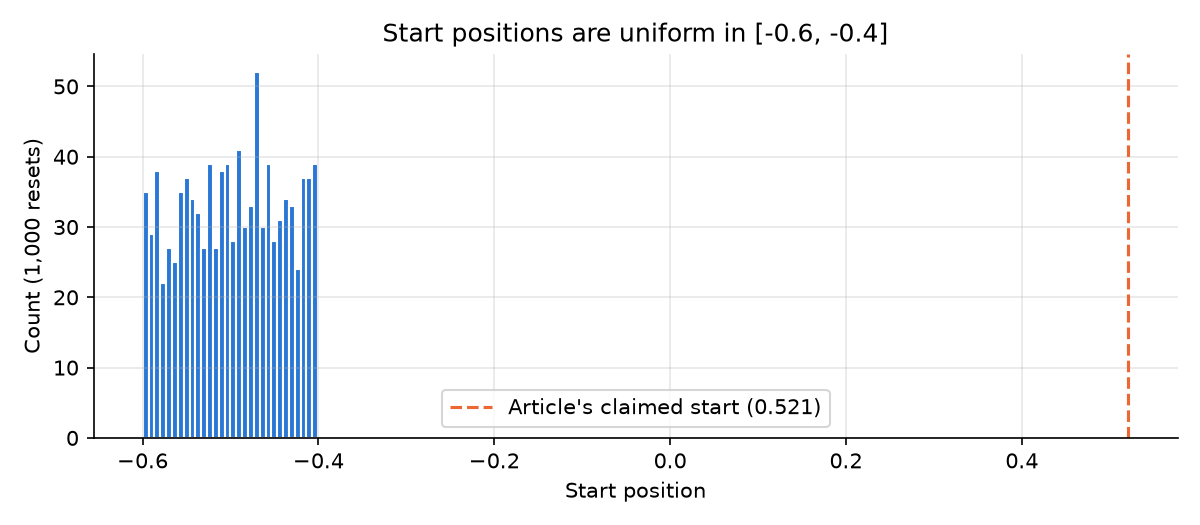 Start positions are uniform in [-0.6, -0.4]
Count (1,000 resets)
50
40
30
20
10
0
Article's claimed start (0.521)
−0.6 −0.4 −0.2 0.0 0.2 0.4
Start position